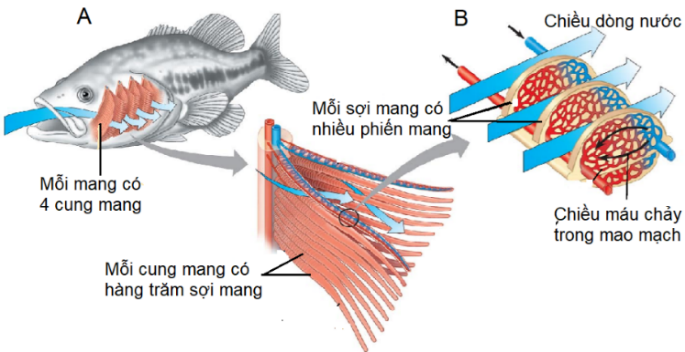 A
B
Chiều dòng nước
Mỗi sợi mang có
nhiều phiến mang
Mỗi mang có
4 cung mang
Chiều máu chảy
trong mao mạch
Mỗi cung mang có
hàng trăm sợi mang